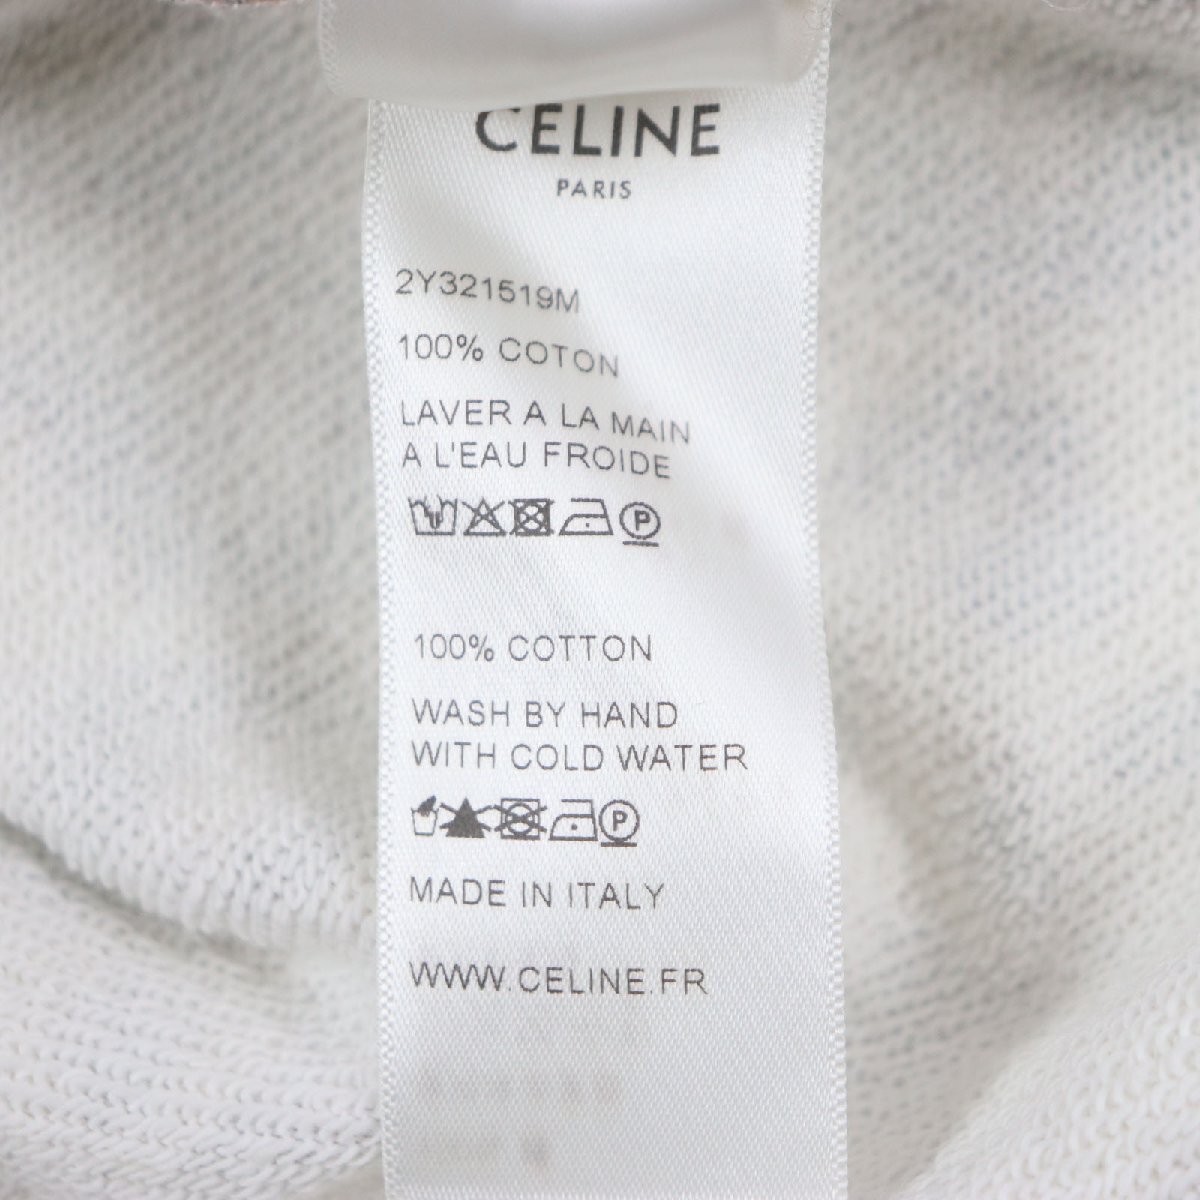 CELINE
PARIS
2Y321519M
100% COTON
LAVER A LA MAIN
A L'EAU FROIDE
P
100% COTTON
WASH BY HAND
WITH COLD WATER
P
MADE IN ITALY
WWW.CELINE.FR